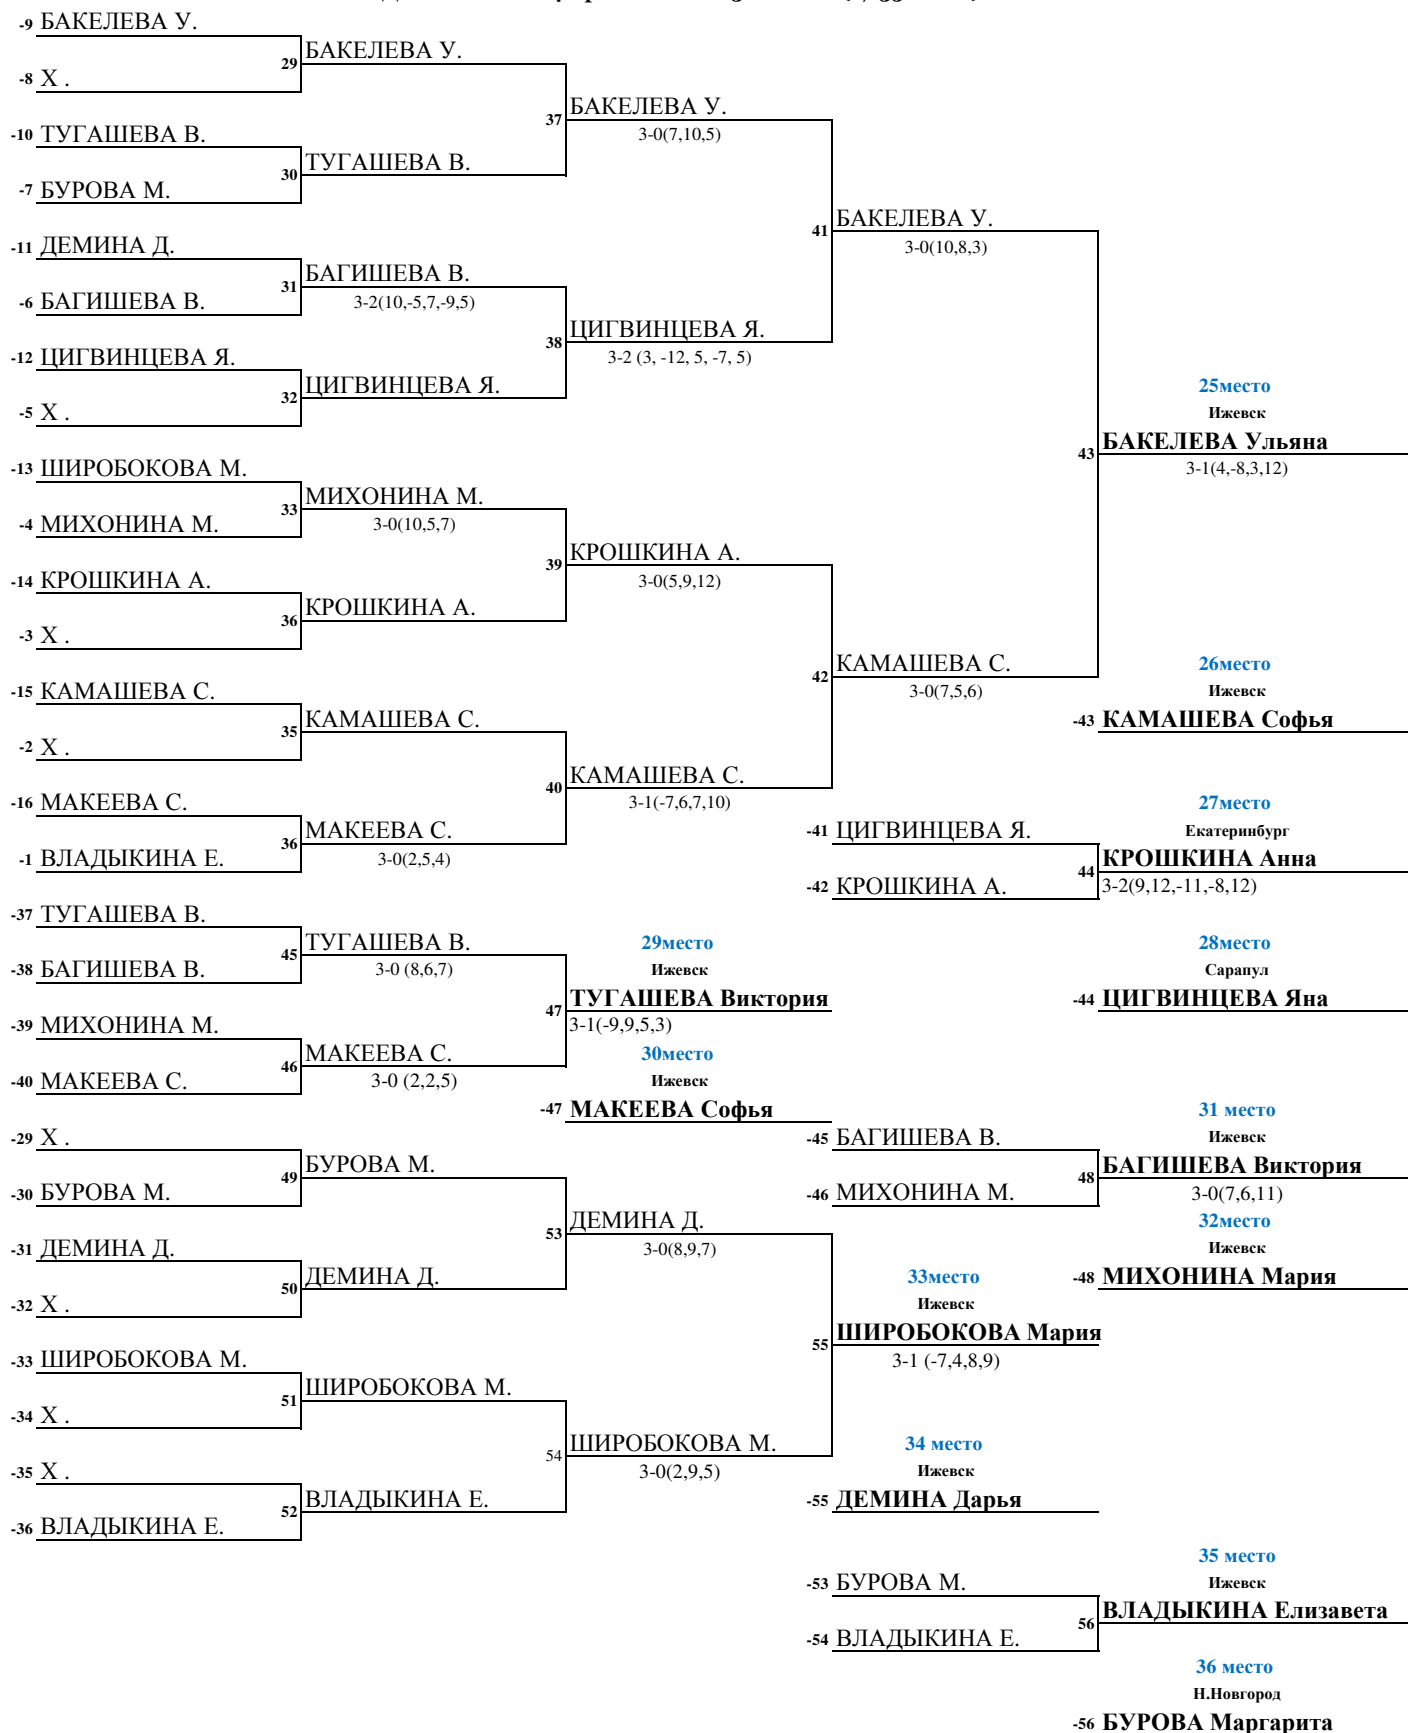 -9 БАКЕЛЕВА У.
29 БАКЕЛЕВА У.
-8 Х .
37 БАКЕЛЕВА У.
3-0(7,10,5)
-10 ТУГАШЕВА В.
30 ТУГАШЕВА В.
-7 БУРОВА М.
41 БАКЕЛЕВА У.
3-0(10,8,3)
-11 ДЕМИНА Д.
31 БАГИШЕВА В.
3-2(10,-5,7,-9,5)
-6 БАГИШЕВА В.
38 ЦИГВИНЦЕВА Я.
3-2 (3, -12, 5, -7, 5)
-12 ЦИГВИНЦЕВА Я.
32 ЦИГВИНЦЕВА Я.
-5 Х .
25место
Ижевск
43 БАКЕЛЕВА Ульяна
3-1(4,-8,3,12)
-13 ШИРОБОКОВА М.
33 МИХОНИНА М.
3-0(10,5,7)
-4 МИХОНИНА М.
39 КРОШКИНА А.
3-0(5,9,12)
-14 КРОШКИНА А.
36 КРОШКИНА А.
-3 Х .
42 КАМАШЕВА С.
3-0(7,5,6)
26место
Ижевск
-43 КАМАШЕВА Софья
-15 КАМАШЕВА С.
35 КАМАШЕВА С.
-2 Х .
40 КАМАШЕВА С.
3-1(-7,6,7,10)
-16 МАКЕЕВА С.
36 МАКЕЕВА С.
3-0(2,5,4)
-1 ВЛАДЫКИНА Е.
27место
Екатеринбург
-41 ЦИГВИНЦЕВА Я.
44 КРОШКИНА Анна
3-2(9,12,-11,-8,12)
-42 КРОШКИНА А.
-37 ТУГАШЕВА В.
45 ТУГАШЕВА В.
3-0 (8,6,7)
-38 БАГИШЕВА В.
29место
Ижевск
47 ТУГАШЕВА Виктория
3-1(-9,9,5,3)
28место
Сарапул
-44 ЦИГВИНЦЕВА Яна
-39 МИХОНИНА М.
46 МАКЕЕВА С.
3-0 (2,2,5)
-40 МАКЕЕВА С.
30место
Ижевск
-47 МАКЕЕВА Софья
31 место
Ижевск
-45 БАГИШЕВА В.
48 БАГИШЕВА Виктория
3-0(7,6,11)
-46 МИХОНИНА М.
32место
Ижевск
-48 МИХОНИНА Мария
-29 Х .
49 БУРОВА М.
-30 БУРОВА М.
53 ДЕМИНА Д.
3-0(8,9,7)
-31 ДЕМИНА Д.
50 ДЕМИНА Д.
-32 Х .
33место
Ижевск
55 ШИРОБОКОВА Мария
3-1 (-7,4,8,9)
-33 ШИРОБОКОВА М.
51 ШИРОБОКОВА М.
-34 Х .
54 ШИРОБОКОВА М.
3-0(2,9,5)
-35 Х .
52 ВЛАДЫКИНА Е.
-36 ВЛАДЫКИНА Е.
34 место
Ижевск
-55 ДЕМИНА Дарья
35 место
Ижевск
-53 БУРОВА М.
56 ВЛАДЫКИНА Елизавета
-54 ВЛАДЫКИНА Е.
36 место
Н.Новгород
-56 БУРОВА Маргарита